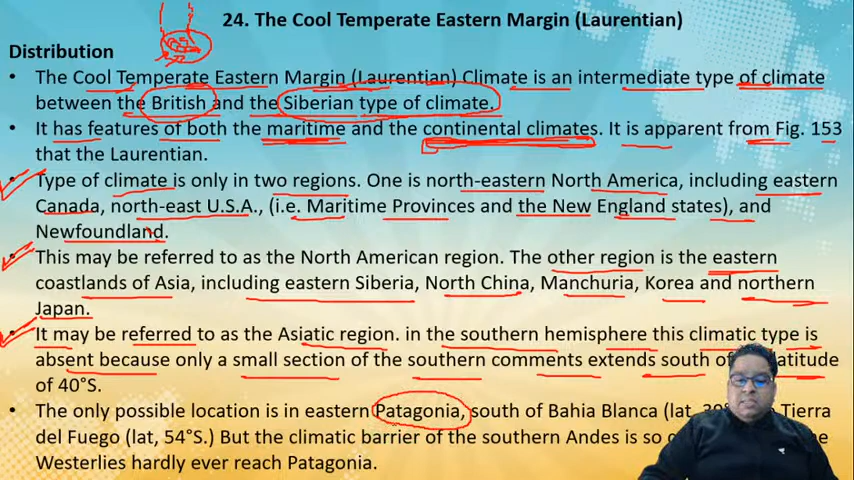 24. The Cool Temperate Eastern Margin (Laurentian)
Distribution
• The Cool Temperate Eastern Margin (Laurentian) Climate is an intermediate type of climate
between the British and the Siberian type of climate.
• It has features of both the maritime and the continental climates. It is apparent from Fig. 153
that the Laurentian.
• Type of climate is only in two regions. One is north-eastern North America, including eastern
Canada, north-east U.S.A., (i.e. Maritime Provinces and the New England states), and
Newfoundland.
• This may be referred to as the North American region. The other region is the eastern
coastlands of Asia, including eastern Siberia, North China, Manchuria, Korea and northern
Japan.
• It may be referred to as the Asiatic region. in the southern hemisphere this climatic type is
absent because only a small section of the southern comments extends south of latitude
of 40°S.
• The only possible location is in eastern Patagonia, south of Bahia Blanca (lat, Tierra
del Fuego (lat, 54°S.) But the climatic barrier of the southern Andes is so
Westerlies hardly ever reach Patagonia.